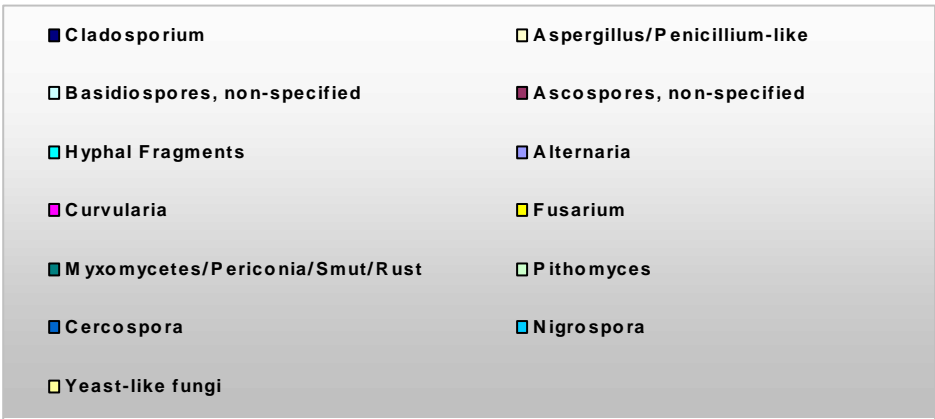 Cladosporium
Aspergillus/Penicillium-like
Basidiospores, non-specified
Ascospores, non-specified
Hyphal Fragments
Alternaria
Curvularia
Fusarium
Myxomycetes/Periconia/Smut/Rust
Pithomyces
Cercospora
Nigrospora
Yeast-like fungi